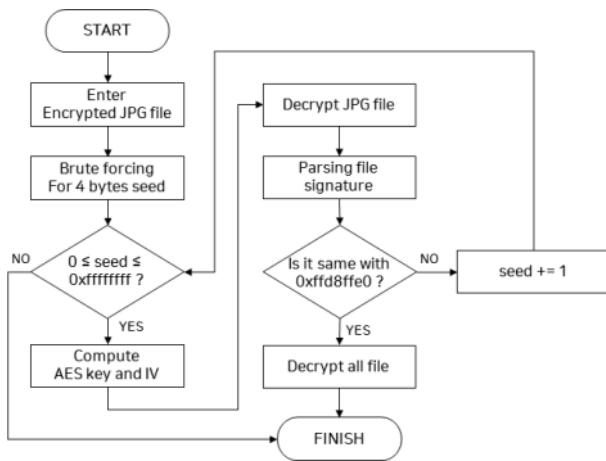 START
Enter
Encrypted JPG file
Brute forcing
For 4 bytes seed
NO
0 ≤ seed ≤
0xffffffff ?
YES
Compute
AES key and IV
Decrypt JPG file
Parsing file
signature
Is it same with
0xffd8ffe0 ?
NO
seed += 1
YES
Decrypt all file
FINISH